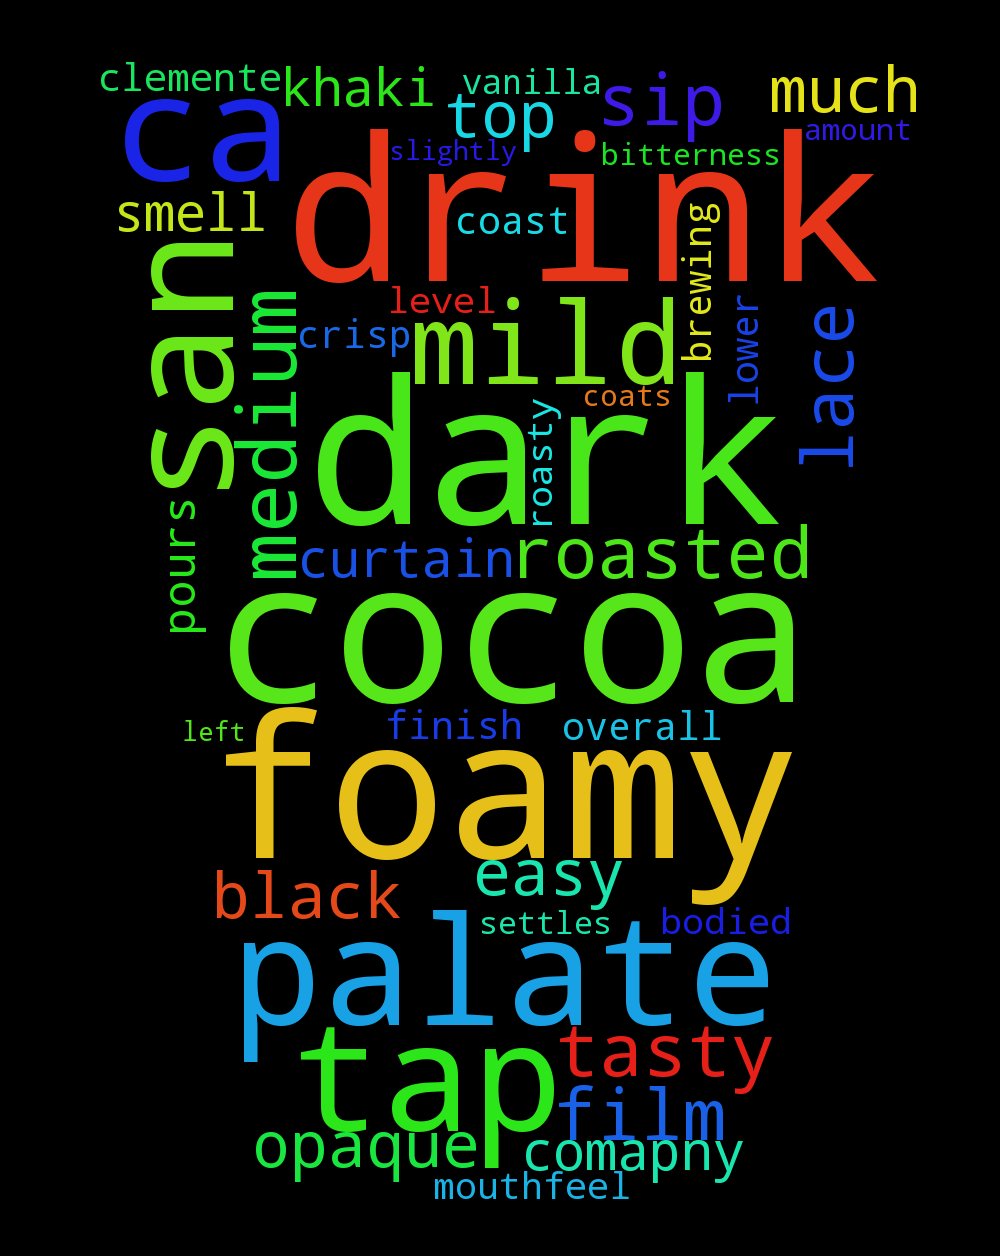 clemente
khaki
vanilla
sip
much
ca
top
amount
slightly
bitterness
drink
smell
coast
brewing
san
medium
level
crisp
mild
lower
lace
coats
dark
roasty
pours
curtain
roasted
cocoa
left
finish
overall
foamy
easy
black
settles
bodied
palate
tap
tasty
film
opaque
comapny
mouthfeel